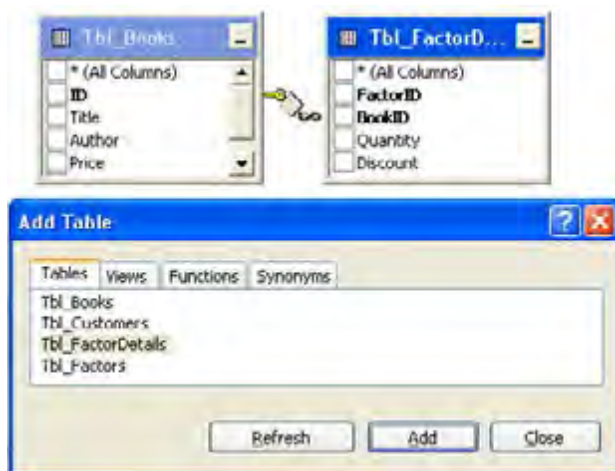 Tbl_Books
* (All Columns)
ID
Title
Author
Price
Tbl_FactorD...
* (All Columns)
FactorID
BookID
Quantity
Discount
Add Table
Tables Views Functions Synonyms
Tbl_Books
Tbl_Customers
Tbl_FactorDetails
Tbl_Factors
Refresh Add Close